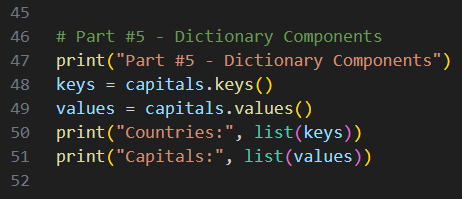 45
46 # Part #5 - Dictionary Components
47 print("Part #5 - Dictionary Components")
48 keys = capitals.keys()
49 values = capitals.values()
50 print("Countries:", list(keys))
51 print("Capitals:", list(values))
52